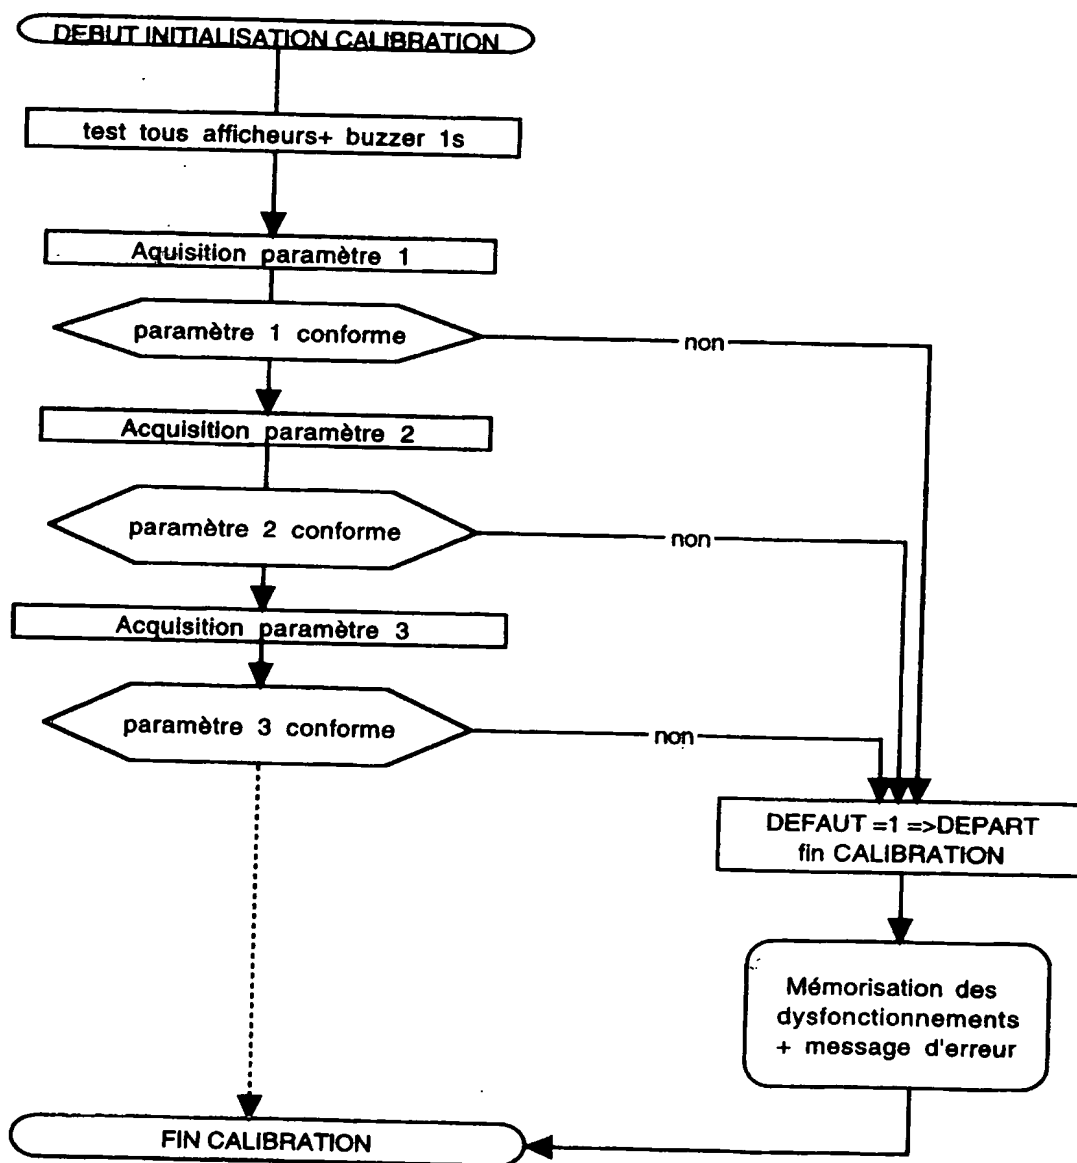 DEBUT INITIALISATION CALIBRATION
test tous afficheurs+ buzzer 1s
Aquisition paramètre 1
paramètre 1 conforme
non
Acquisition paramètre 2
paramètre 2 conforme
non
Acquisition paramètre 3
paramètre 3 conforme
non
DEFAUT =1 =>DEPART
fin CALIBRATION
Mémorisation des
dysfonctionnements
+ message d'erreur
FIN CALIBRATION